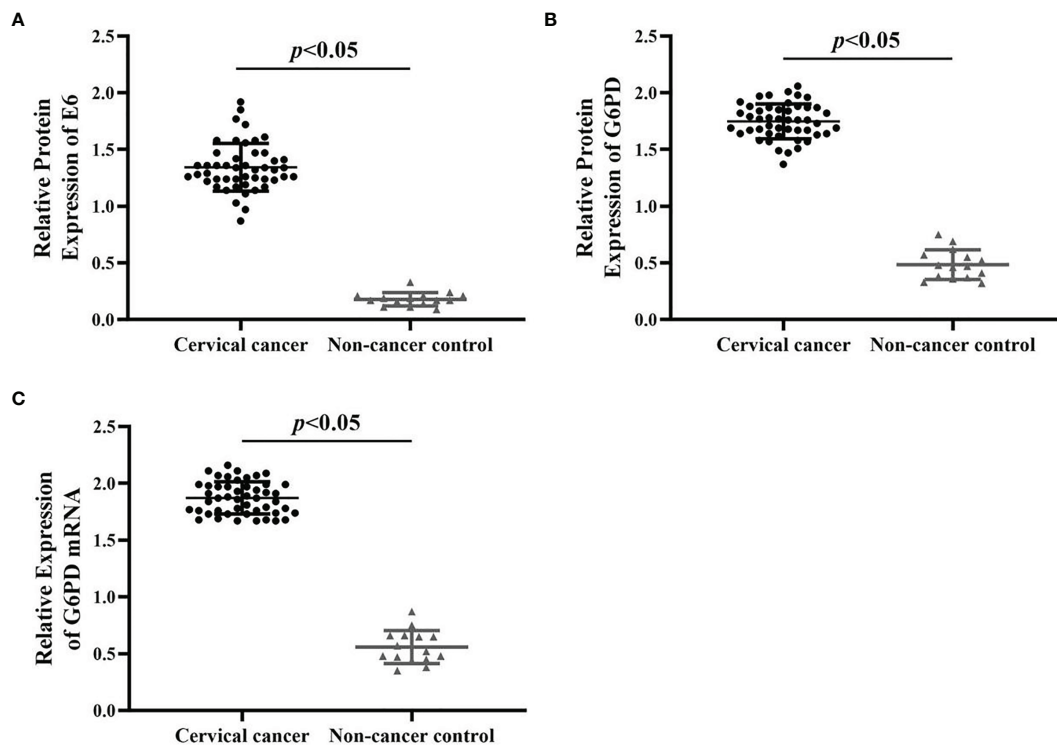 A
Relative Protein
Expression of E6
2.5
2.0
1.5
1.0
0.5
0.0
p<0.05
Cervical cancer
Non-cancer control
B
Relative Protein
Expression of G6PD
2.5
2.0
1.5
1.0
0.5
0.0
p<0.05
Cervical cancer
Non-cancer control
C
Relative Expression
of G6PD mRNA
2.5
2.0
1.5
1.0
0.5
0.0
p<0.05
Cervical cancer
Non-cancer control